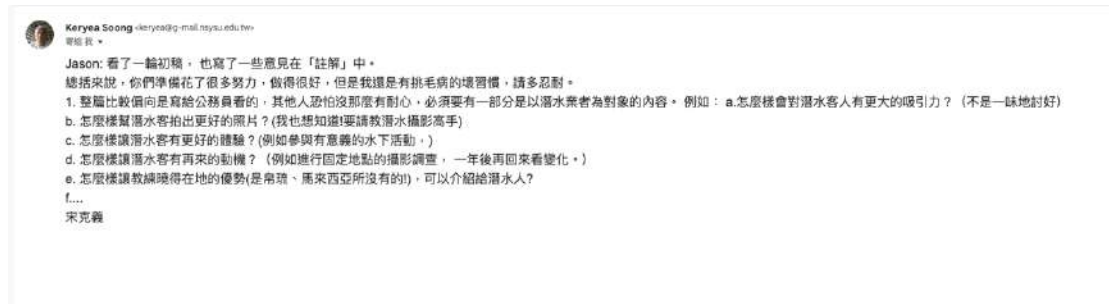 Keryea Soong <keryea@g-mail.nsysu.edu.tw>
寄給 我
Jason: 看了一輪初稿， 也寫了一些意見在「註解」中。
總括來說，你們準備花了很多努力，做得很好，但是我還是有挑毛病的壞習慣，請多忍耐。
1. 整篇比較偏向是寫給公務員看的，其他人恐怕沒那麼有耐心，必須要有一部分是以潛水業者為對象的內容。 例如： a.怎麼樣會對潛水客人有更大的吸引力？（不是一味地討好）
b. 怎麼樣幫潛水客拍出更好的照片？(我也想知道!要請教潛水攝影高手)
c. 怎麼樣讓潛水客有更好的體驗？(例如參與有意義的水下活動，)
d. 怎麼樣讓潛水客有再來的動機？（例如進行固定地點的攝影調查， 一年後再回來看變化。）
e. 怎麼樣讓教練曉得在地的優勢(是帛琉、馬來西亞所沒有的!)，可以介紹給潛水人?
f....
宋克義